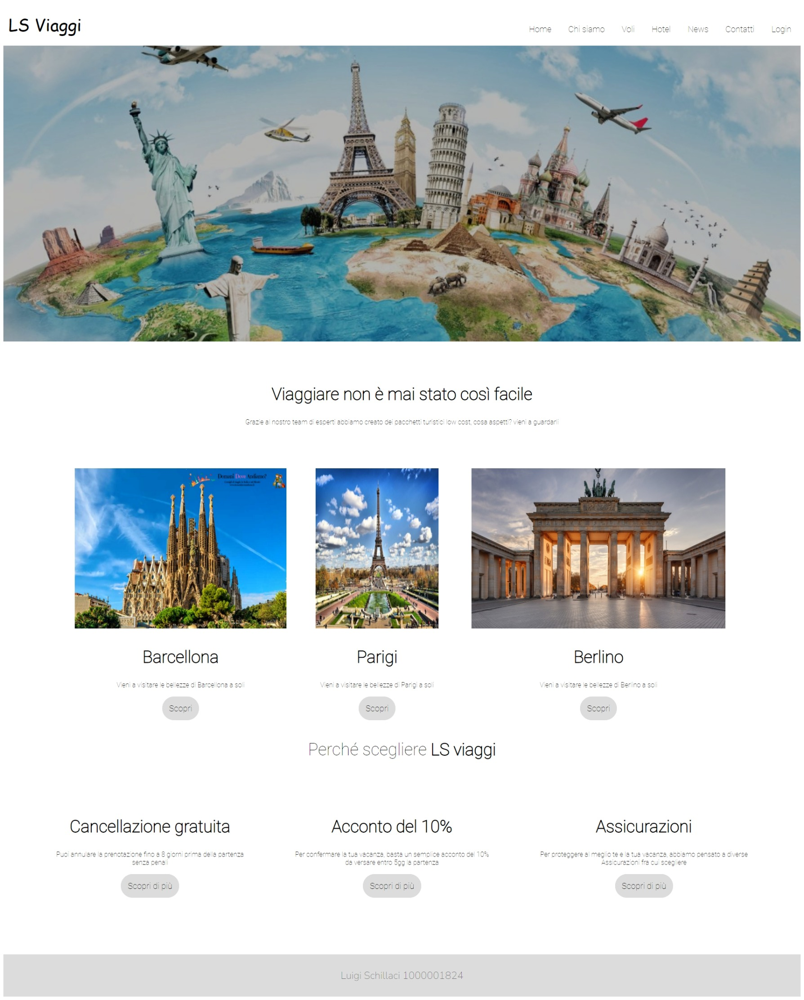 LS Viaggi
Home Chi siamo Voli Hotel News Contatti Login
Viaggiare non è mai stato così facile
Grazie al nostro team di esperti abbiamo creato dei pacchetti turistici low cost, cosa aspetti? vieni a guardarli
Domani Dove Andiamo?
Barcellona
Vieni a visitare le bellezze di Barcellona a soli
Scopri
Parigi
Vieni a visitare le bellezze di Parigi a soli
Scopri
Berlino
Vieni a visitare le bellezze di Berlino a soli
Scopri
Perché scegliere LS viaggi
Cancellazione gratuita
Puoi annulare la prenotazione fino a 8 giorni prima della partenza
senza penali
Scopri di più
Acconto del 10%
Per confermare la tua vacanza, basta un semplice acconto del 10%
da versare entro 5gg la partenza
Scopri di più
Assicurazioni
Per proteggere al meglio te e la tua vacanza, abbiamo pensato a diverse
Assicurazioni fra cui scegliere
Scopri di più
Luigi Schillaci 1000001824